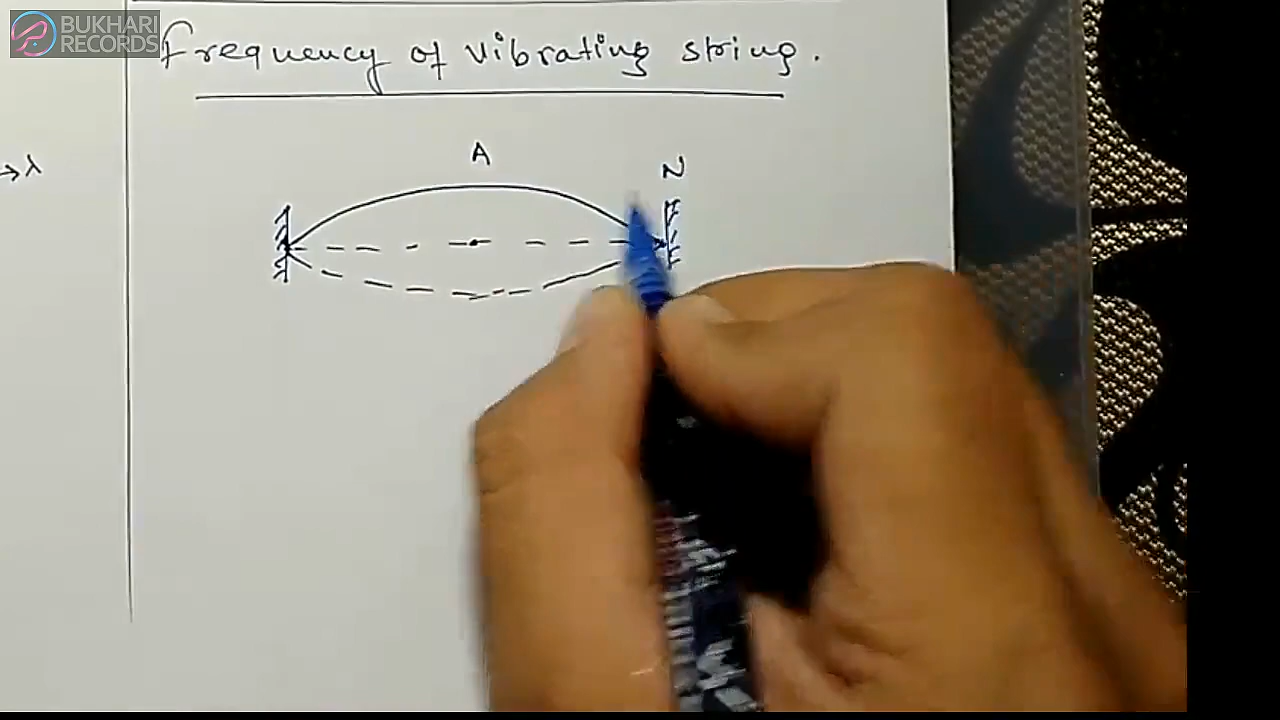 BUKHARI
RECORDS
Frequency of vibrating string.
A
N
→λ